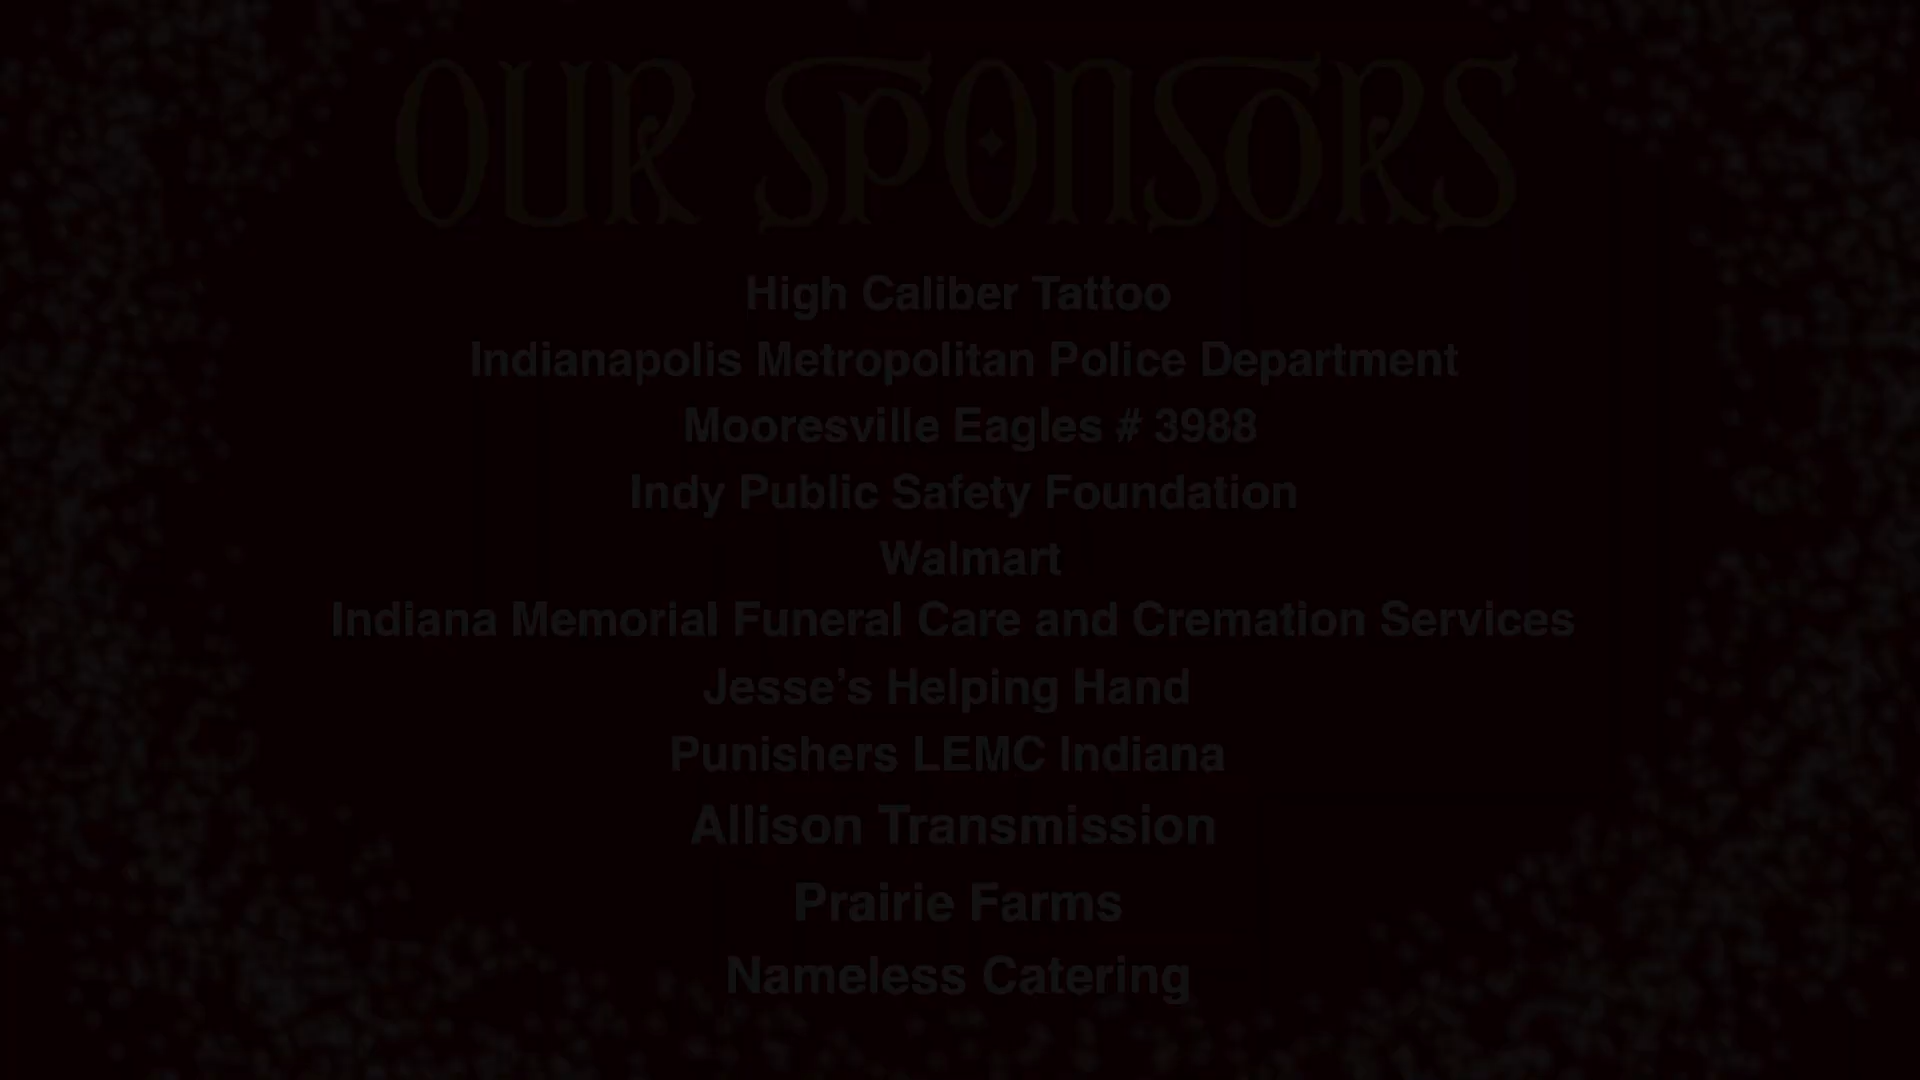 OUR SPONSORS
High Caliber Tattoo
Indianapolis Metropolitan Police Department
Mooresville Eagles # 3988
Indy Public Safety Foundation
Walmart
Indiana Memorial Funeral Care and Cremation Services
Jesse’s Helping Hand
Punishers LEMC Indiana
Allison Transmission
Prairie Farms
Nameless Catering